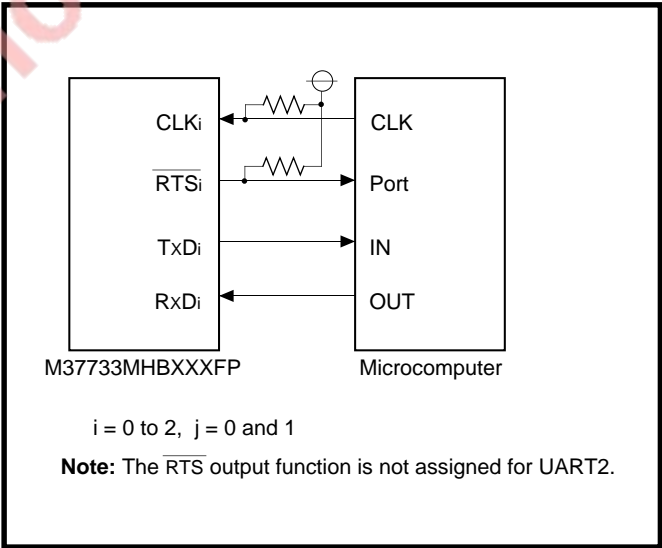 CLKi CLK
RTSi Port
TxDi IN
RxDi OUT
M37733MHBXXXFP Microcomputer
i = 0 to 2, j = 0 and 1
Note: The RTS output function is not assigned for UART2.